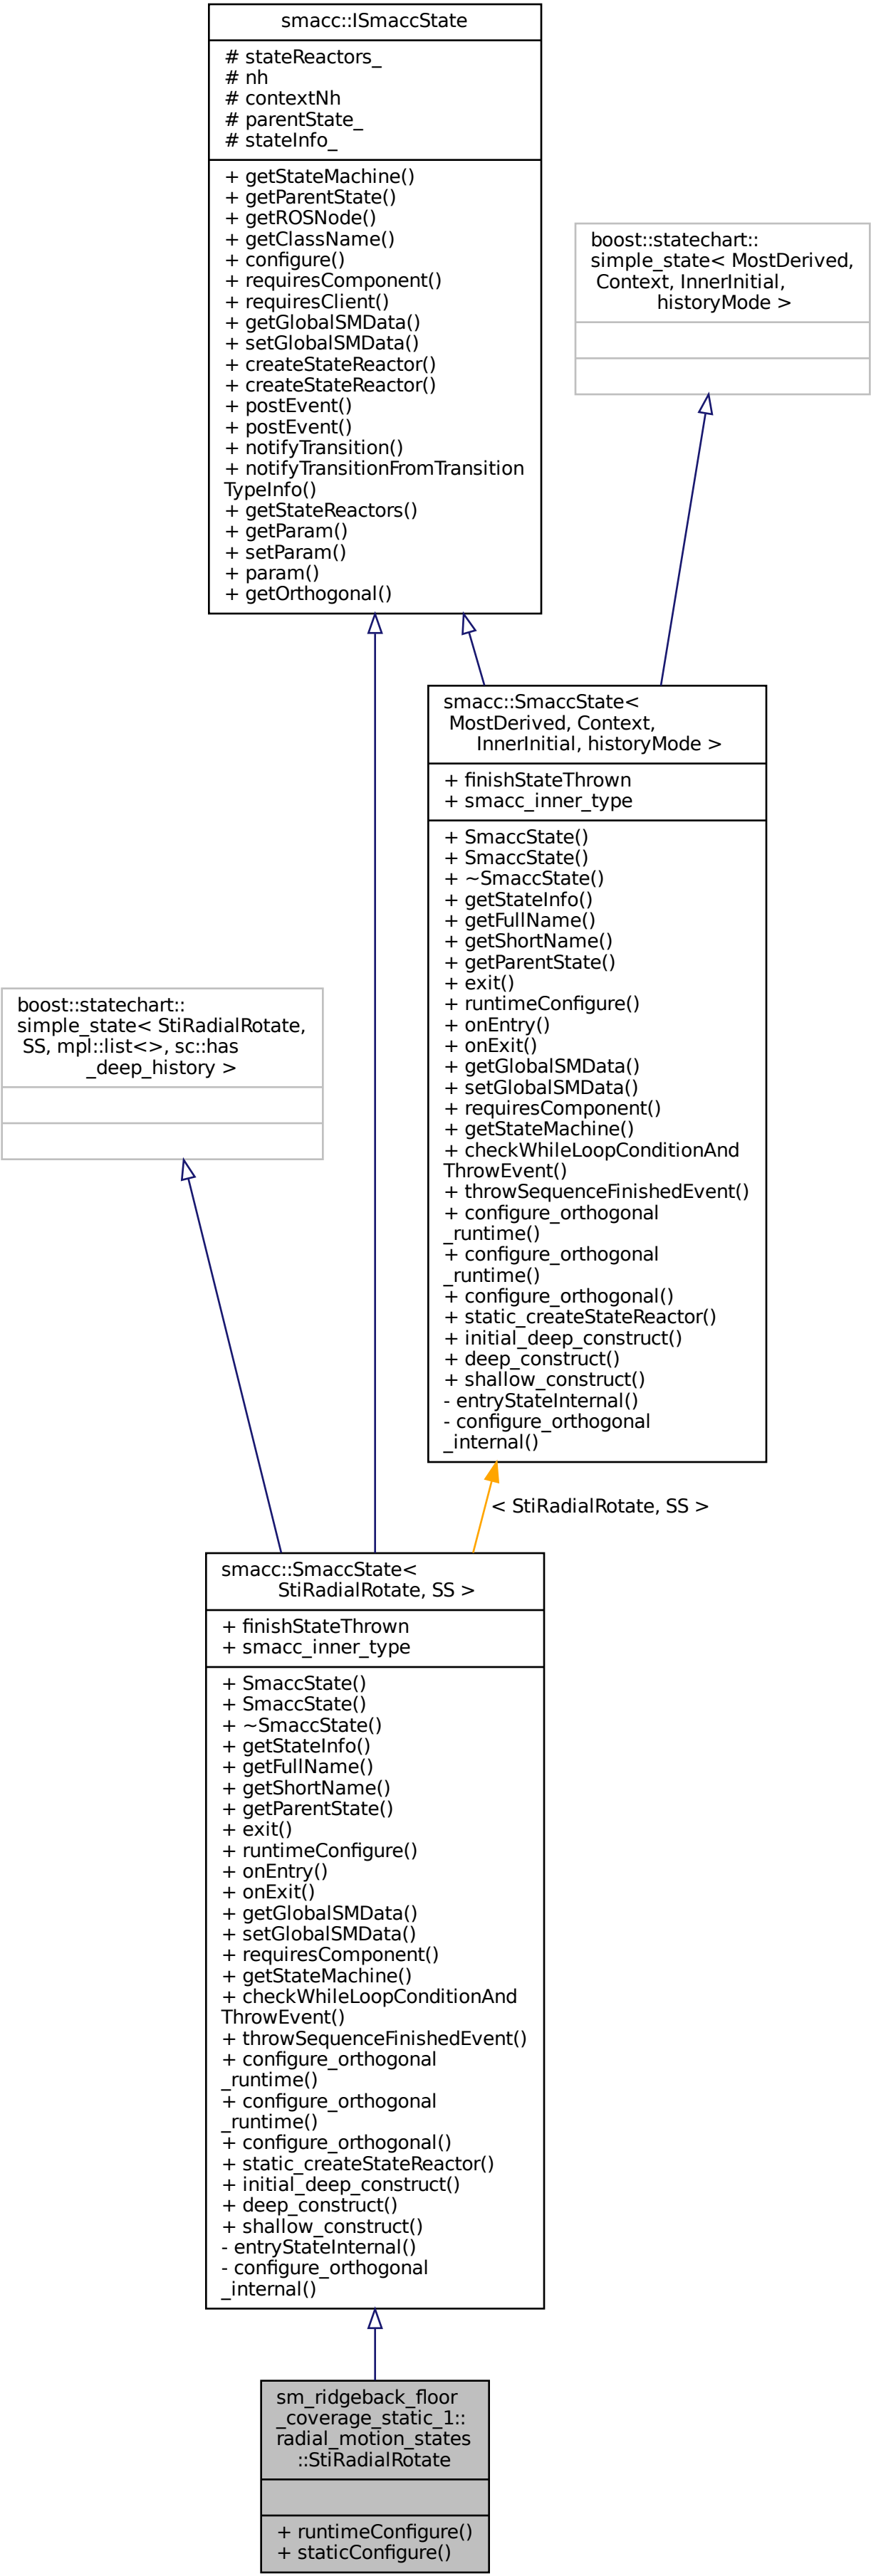 smacc::ISmaccState
# stateReactors_
# nh
# contextNh
# parentState_
# stateInfo_
+ getStateMachine()
+ getParentState()
+ getROSNode()
+ getClassName()
+ configure()
+ requiresComponent()
+ requiresClient()
+ getGlobalSMData()
+ setGlobalSMData()
+ createStateReactor()
+ createStateReactor()
+ postEvent()
+ postEvent()
+ notifyTransition()
+ notifyTransitionFromTransition
TypeInfo()
+ getStateReactors()
+ getParam()
+ setParam()
+ param()
+ getOrthogonal()
boost::statechart::
simple_state< MostDerived,
Context, InnerInitial,
historyMode >
smacc::SmaccState<
MostDerived, Context,
InnerInitial, historyMode >
+ finishStateThrown
+ smacc_inner_type
+ SmaccState()
+ SmaccState()
+ ~SmaccState()
+ getStateInfo()
+ getFullName()
+ getShortName()
+ getParentState()
+ exit()
+ runtimeConfigure()
+ onEntry()
+ onExit()
+ getGlobalSMData()
+ setGlobalSMData()
+ requiresComponent()
+ getStateMachine()
+ checkWhileLoopConditionAnd
ThrowEvent()
+ throwSequenceFinishedEvent()
+ configure_orthogonal
_runtime()
+ configure_orthogonal
_runtime()
+ configure_orthogonal()
+ static_createStateReactor()
+ initial_deep_construct()
+ deep_construct()
+ shallow_construct()
- entryStateInternal()
- configure_orthogonal
_internal()
boost::statechart::
simple_state< StiRadialRotate,
SS, mpl::list<>, sc::has
_deep_history >
< StiRadialRotate, SS >
smacc::SmaccState<
StiRadialRotate, SS >
+ finishStateThrown
+ smacc_inner_type
+ SmaccState()
+ SmaccState()
+ ~SmaccState()
+ getStateInfo()
+ getFullName()
+ getShortName()
+ getParentState()
+ exit()
+ runtimeConfigure()
+ onEntry()
+ onExit()
+ getGlobalSMData()
+ setGlobalSMData()
+ requiresComponent()
+ getStateMachine()
+ checkWhileLoopConditionAnd
ThrowEvent()
+ throwSequenceFinishedEvent()
+ configure_orthogonal
_runtime()
+ configure_orthogonal
_runtime()
+ configure_orthogonal()
+ static_createStateReactor()
+ initial_deep_construct()
+ deep_construct()
+ shallow_construct()
- entryStateInternal()
- configure_orthogonal
_internal()
sm_ridgeback_floor
_coverage_static_1::
radial_motion_states
::StiRadialRotate
+ runtimeConfigure()
+ staticConfigure()